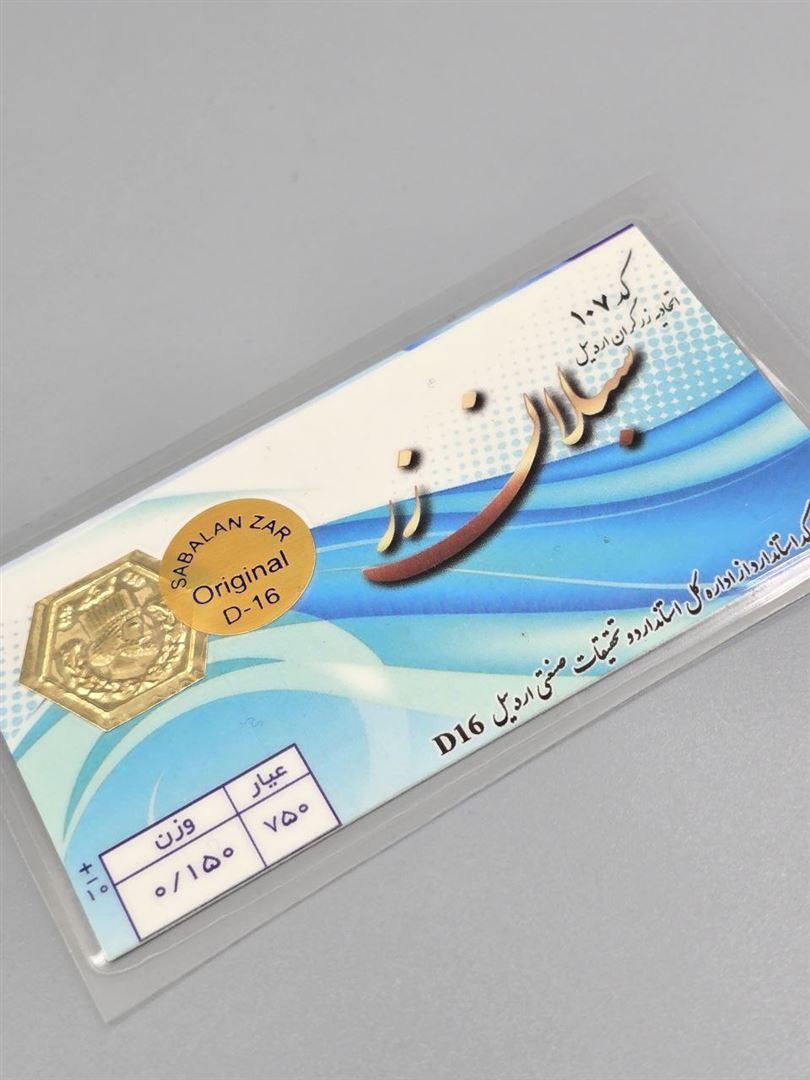 کد ۱۰۷
اتحادیه زرگران اردبیل
سبلان زر
SABALAN ZAR
Original
D-16
کد استاندارد از اداره کل استاندارد و تحقیقات صنعتی اردبیل D16
عیار وزن
۷۵۰ ۰/۱۵۰